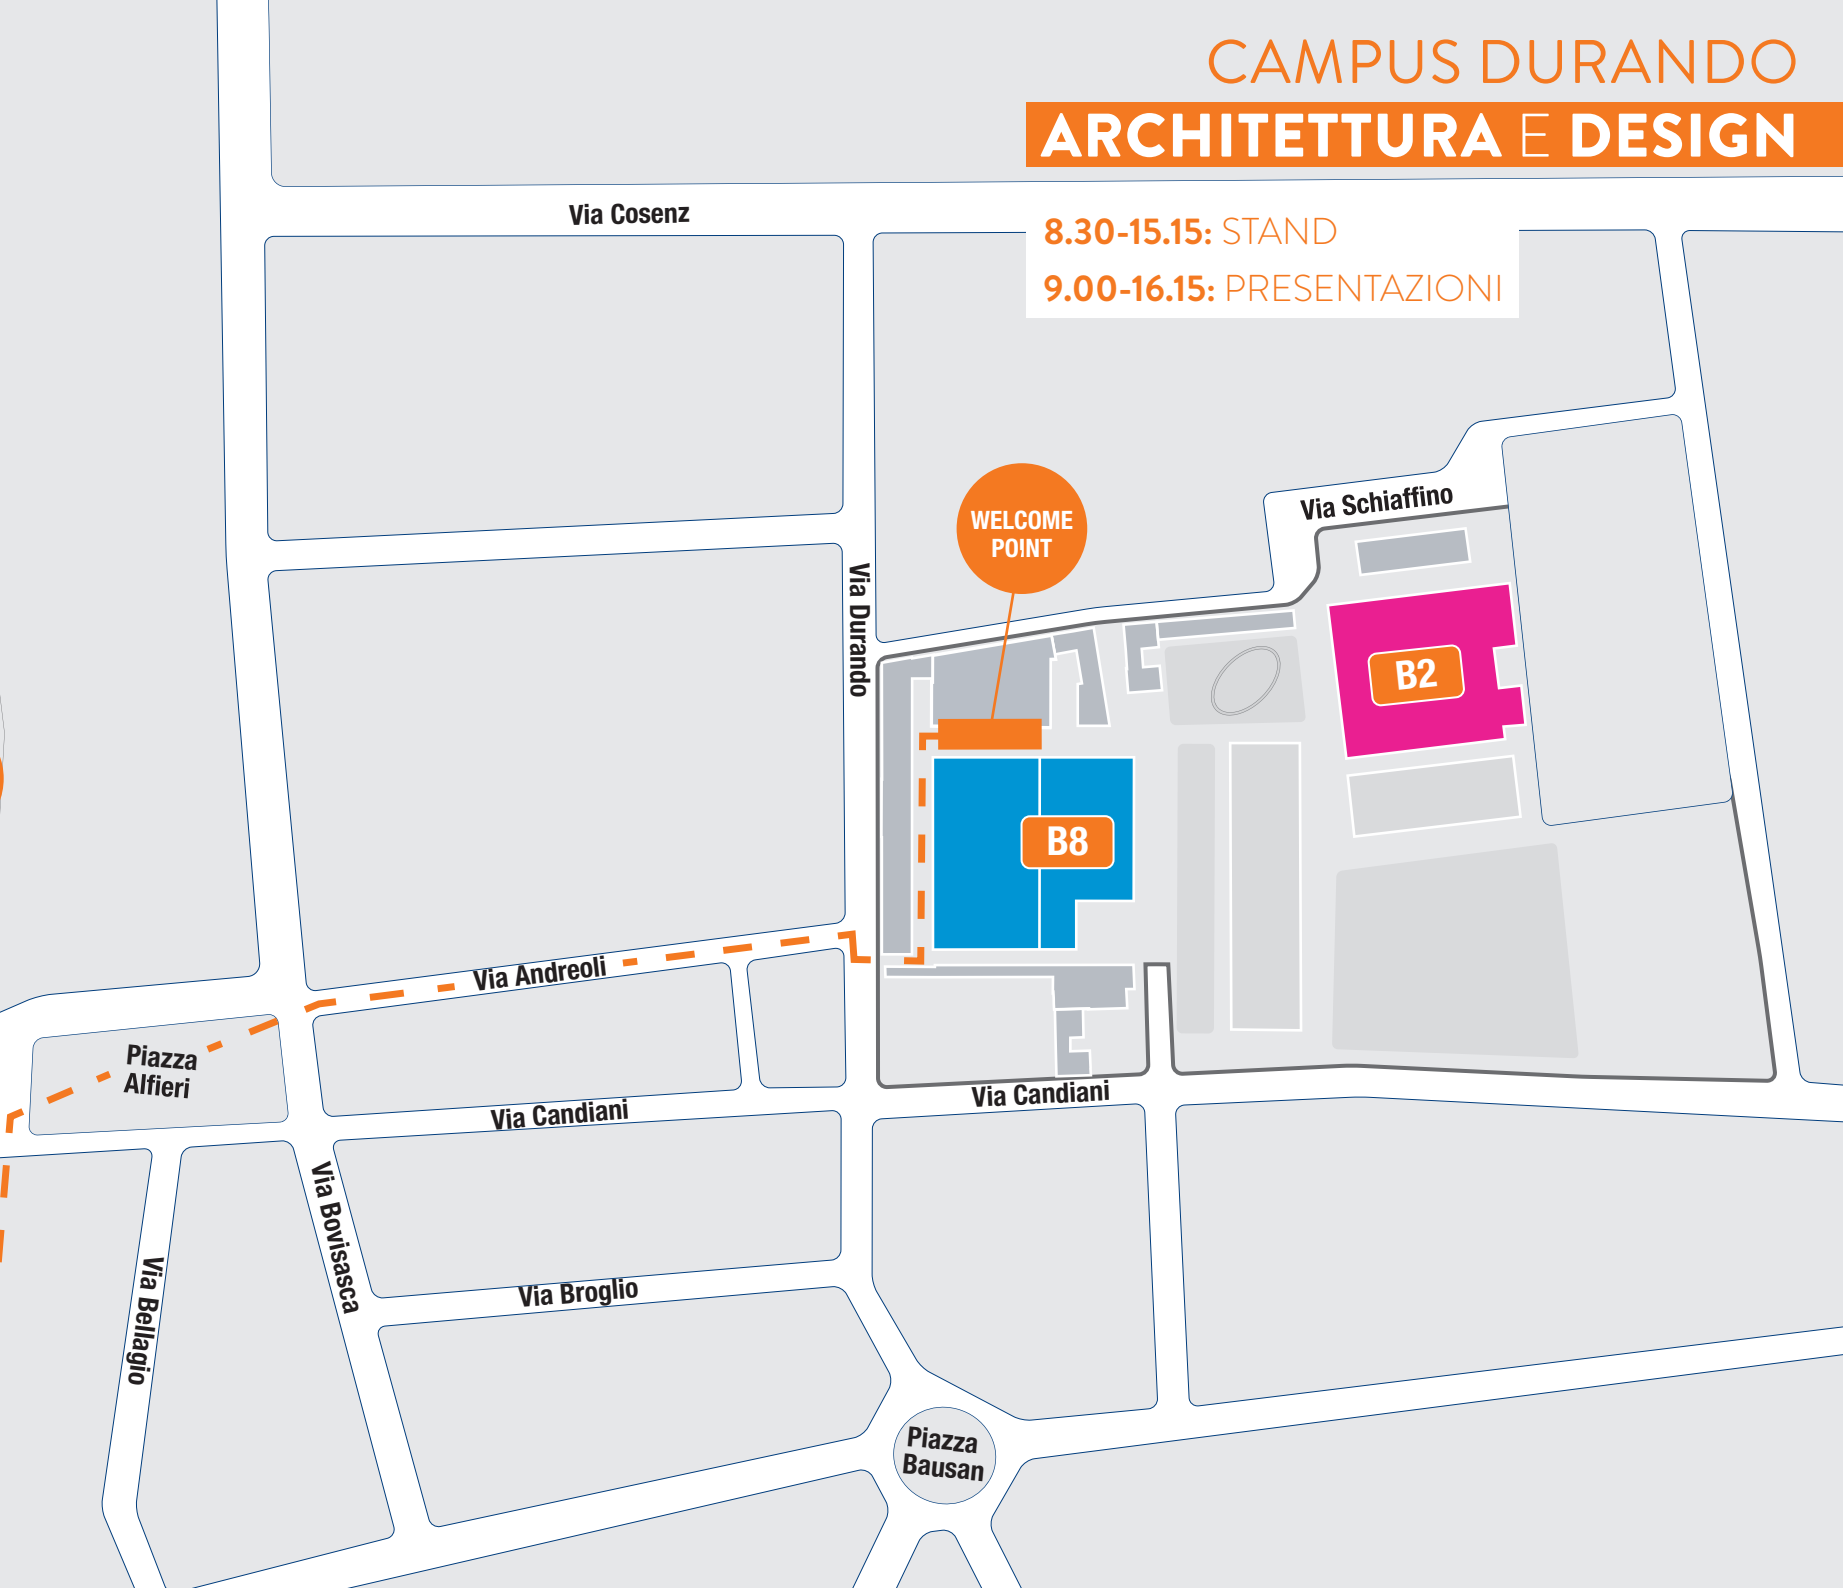 CAMPUS DURANDO
ARCHITETTURA E DESIGN
Via Cosenz
8.30-15.15: STAND
9.00-16.15: PRESENTAZIONI
WELCOME
POINT
Via Schiaffino
Via Durando
B2
B8
Via Andreoli
Piazza
Alfieri
Via Candiani
Via Candiani
Via Bovisasca
Via Bellagio
Via Broglio
Piazza
Bausan